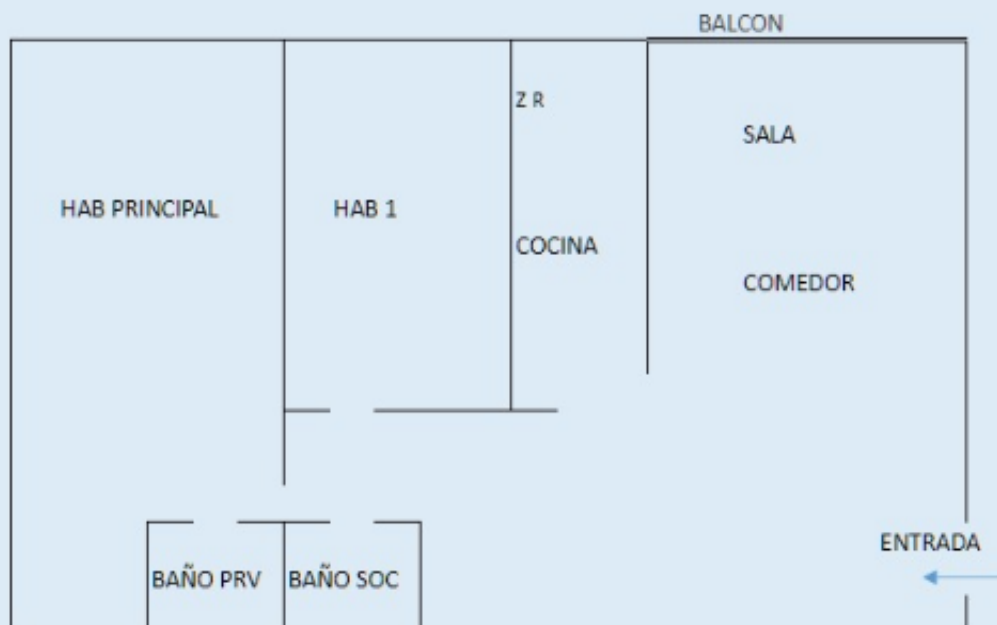 BALCON
Z R
SALA
HAB PRINCIPAL
HAB 1
COCINA
COMEDOR
ENTRADA
BAÑO PRV
BAÑO SOC